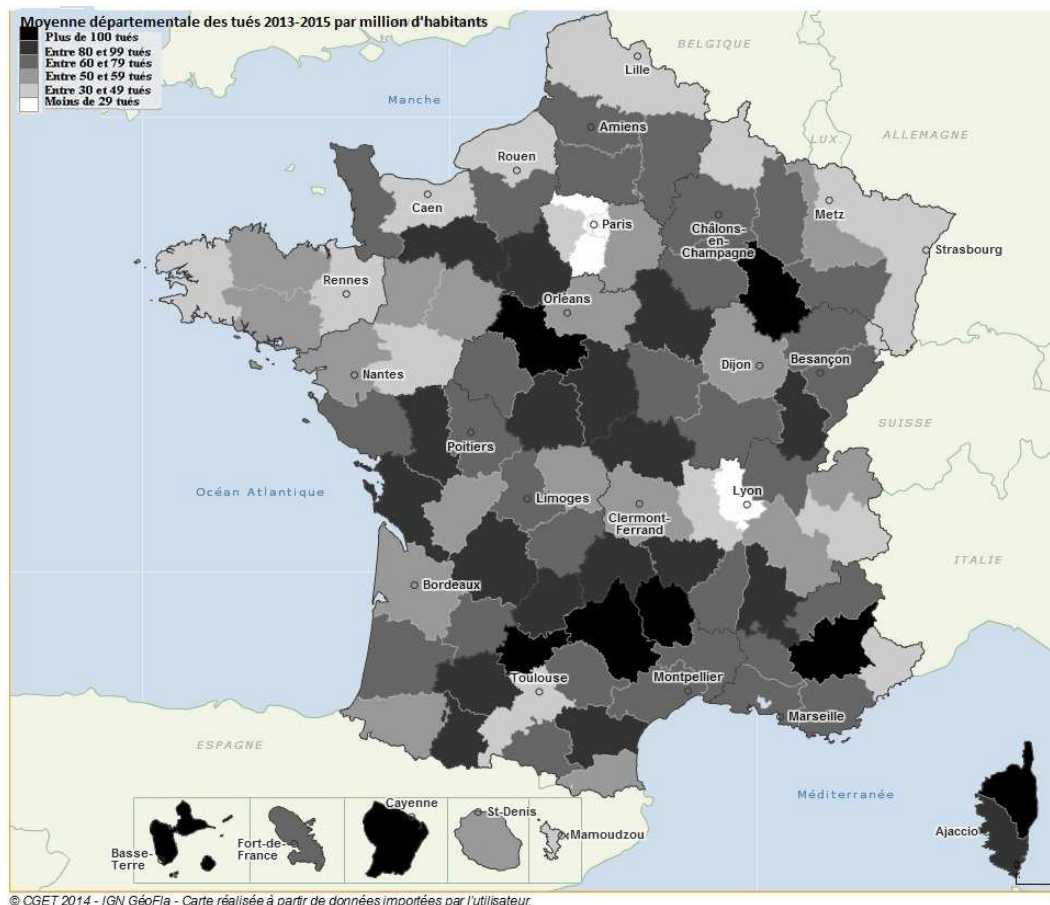 Moyenne départementale des tués 2013-2015 par million d'habitants
Plus de 100 tués
Entre 80 et 99 tués
Entre 60 et 79 tués
Entre 50 et 59 tués
Entre 30 et 49 tués
Moins de 29 tués
BELGIQUE
Lille
Manche
Amiens
LUX.
ALLEMAGNE
Rouen
Caen
Metz
Paris
Châlons-
en-
Champagne
Strasbourg
Rennes
Orléans
Nantes
Dijon
Besançon
SUISSE
Poitiers
Océan Atlantique
Limoges
Lyon
Clermont-
Ferrand
ITALIE
Bordeaux
Toulouse
Montpellier
Marseille
ESPAGNE
Méditerranée
Cayenne
St-Denis
Ajaccio
Basse-
Terre
Fort-de-
France
Mamoudzou
© CGET 2014 - IGN GéoFla - Carte réalisée à partir de données importées par l'utilisateur.